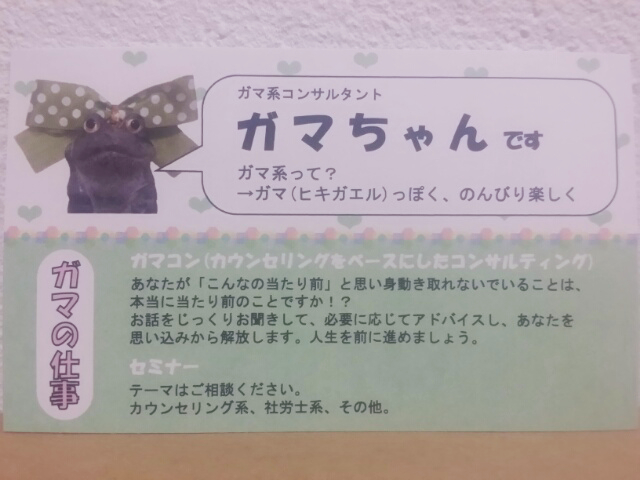 ガマ系コンサルタント
ガマちゃんです
ガマ系って？
→ガマ(ヒキガエル)っぽく、のんびり楽しく
ガマの仕事
ガマコン(カウンセリングをベースにしたコンサルティング)
あなたが「こんなの当たり前」と思い身動き取れないでいることは、
本当に当たり前のことですか！？
お話をじっくりお聞きして、必要に応じてアドバイスし、あなたを
思い込みから解放します。人生を前に進めましょう。
セミナー
テーマはご相談ください。
カウンセリング系、社労士系、その他。